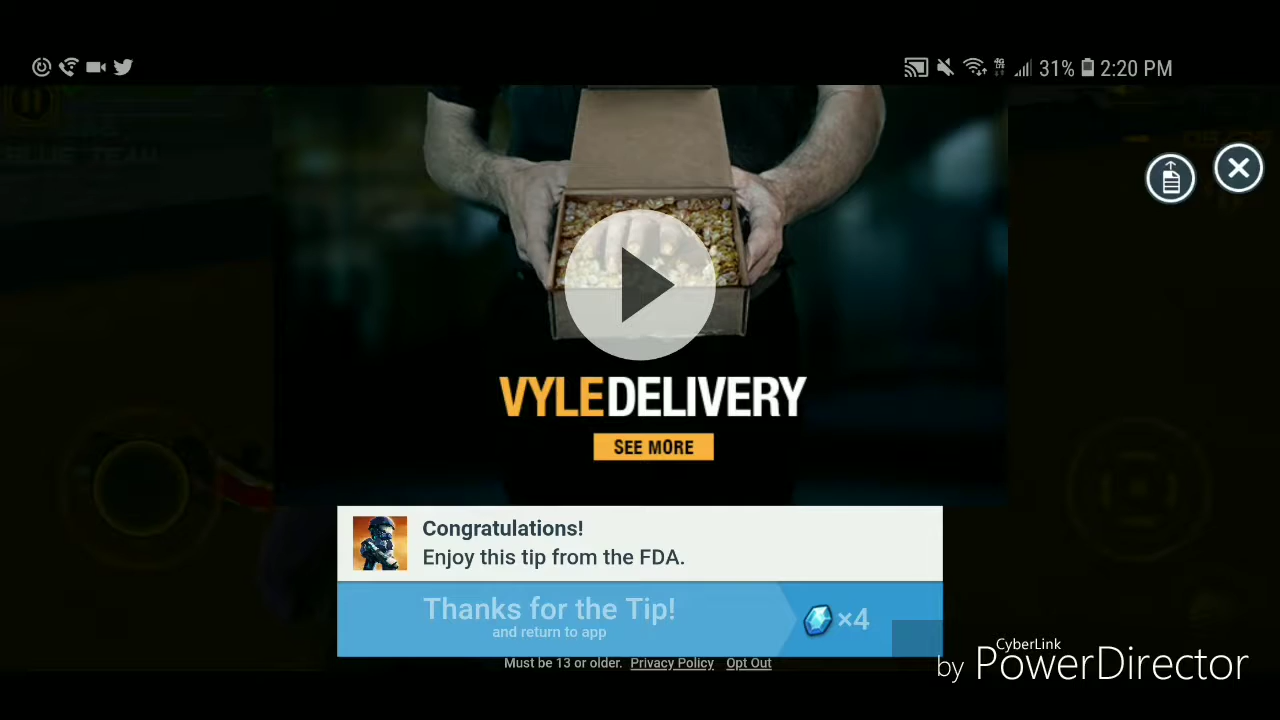 31% 2:20 PM
VYLEDELIVERY
SEE MORE
Congratulations!
Enjoy this tip from the FDA.
Thanks for the Tip!
and return to app
×4
Must be 13 or older. Privacy Policy Opt Out
CyberLink
by PowerDirector